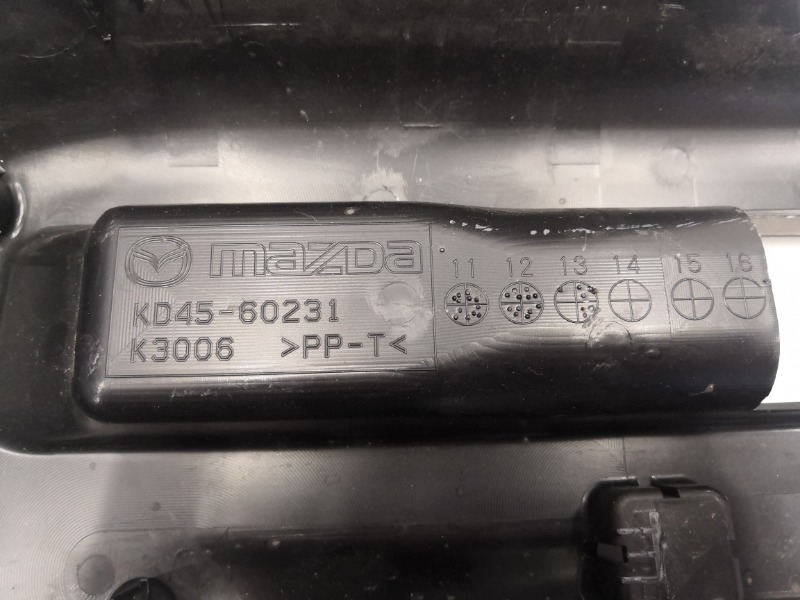 mazda
KD45-60231
K3006 >PP-T<
11 12 13 14 15 16